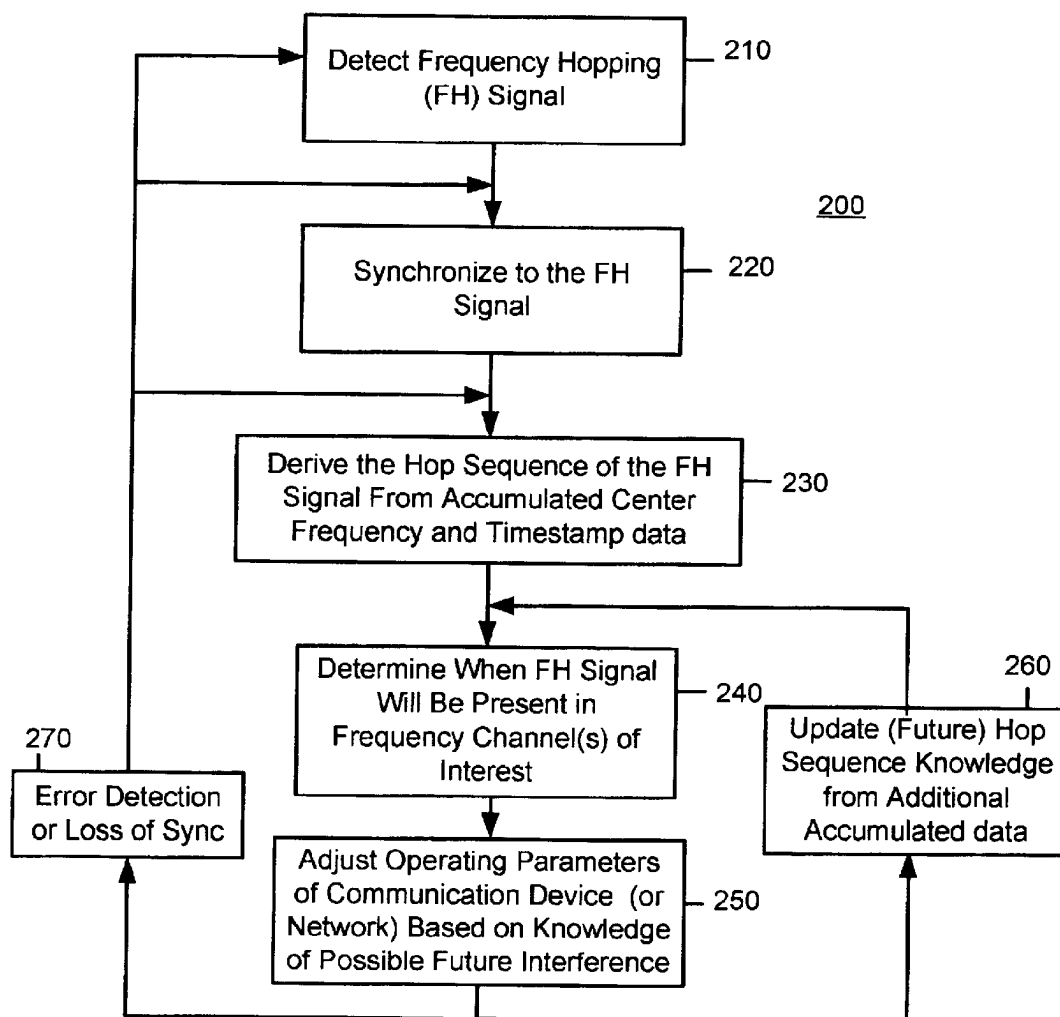 Detect Frequency Hopping
(FH) Signal
210
200
Synchronize to the FH
Signal
220
Derive the Hop Sequence of the FH
Signal From Accumulated Center
Frequency and Timestamp data
230
Determine When FH Signal
Will Be Present in
Frequency Channel(s) of
Interest
240
260
Update (Future) Hop
Sequence Knowledge
from Additional
Accumulated data
270
Error Detection
or Loss of Sync
Adjust Operating Parameters
of Communication Device (or
Network) Based on Knowledge
of Possible Future Interference
250